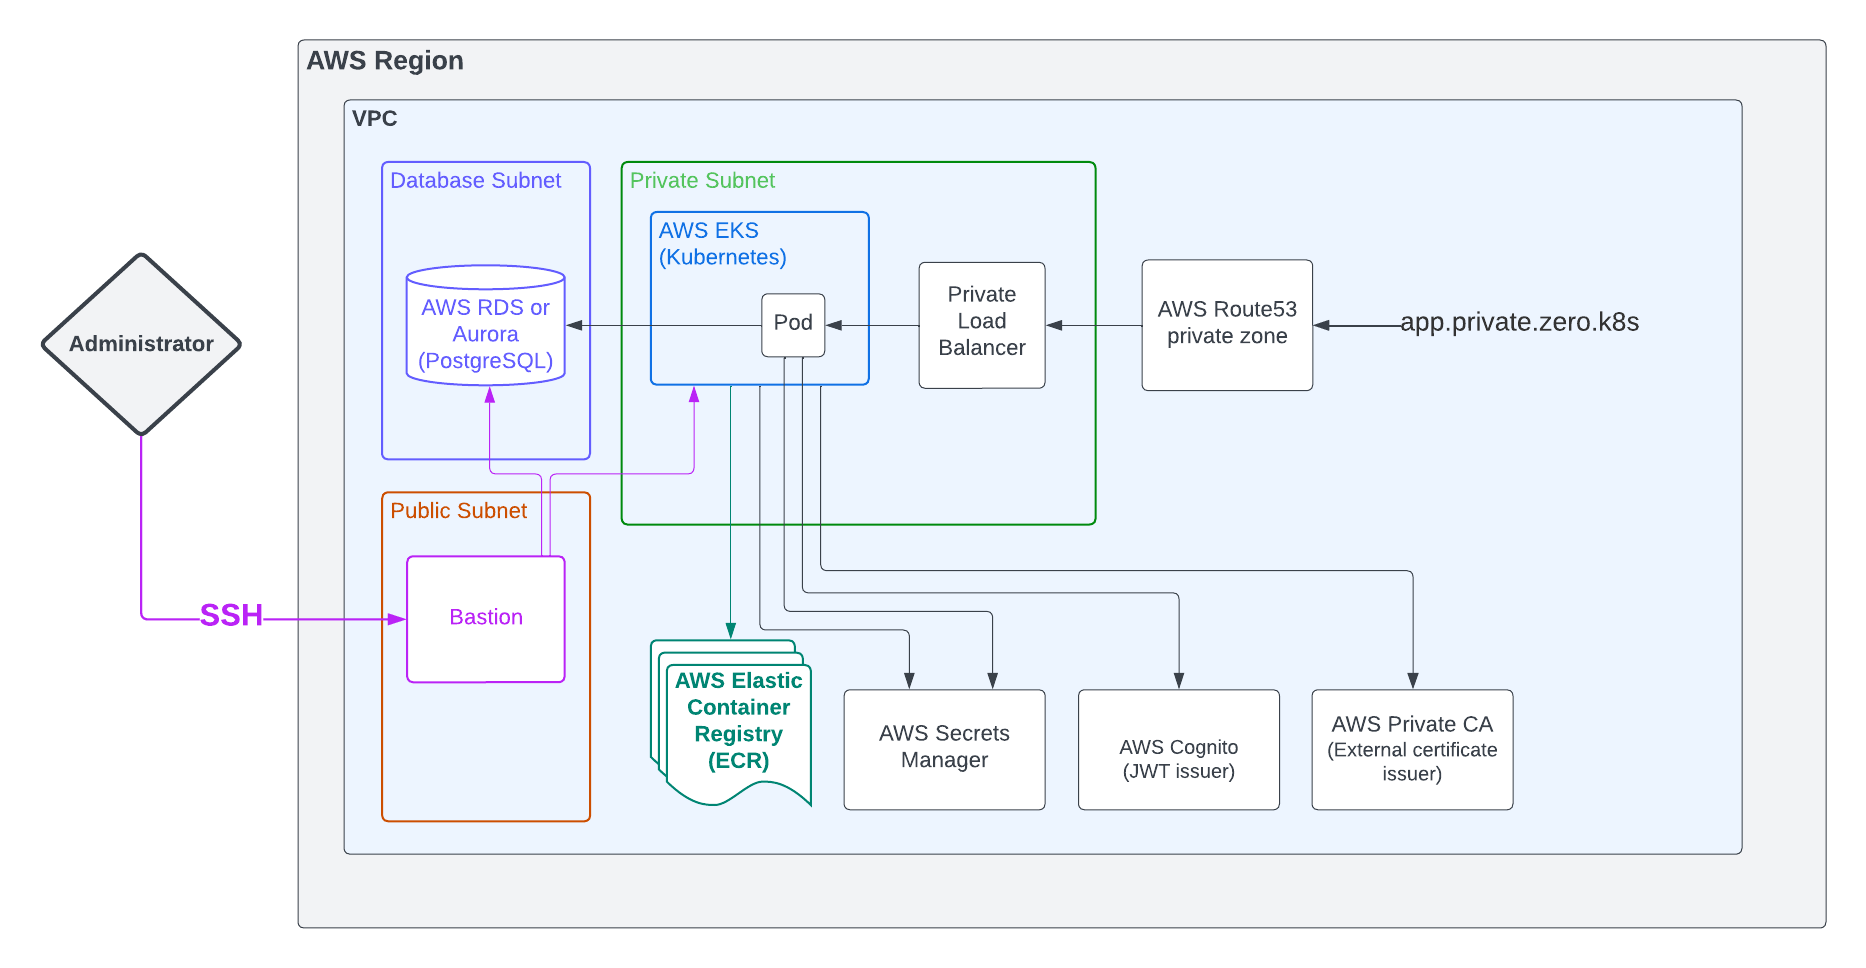 AWS Region
VPC
Database Subnet
Private Subnet
AWS EKS
(Kubernetes)
AWS RDS or
Aurora
(PostgreSQL)
Pod
Private
Load
Balancer
AWS Route53
private zone
app.private.zero.k8s
Administrator
Public Subnet
SSH
Bastion
AWS Elastic
Container
Registry
(ECR)
AWS Secrets
Manager
AWS Cognito
(JWT issuer)
AWS Private CA
(External certificate
issuer)